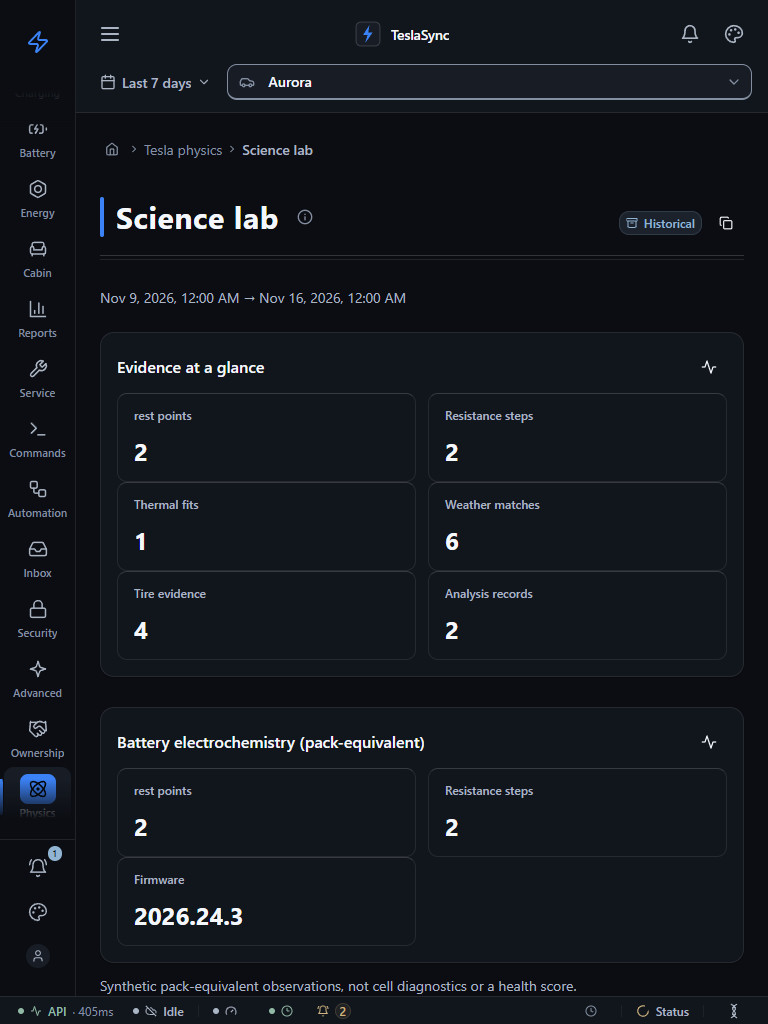 TeslaSync
Last 7 days
Aurora
Charging
Battery
Energy
Cabin
Reports
Service
Commands
Automation
Inbox
Security
Advanced
Ownership
Physics
1
Tesla physics
Science lab
Science lab
Historical
Nov 9, 2026, 12:00 AM → Nov 16, 2026, 12:00 AM
Evidence at a glance
rest points
2
Resistance steps
2
Thermal fits
1
Weather matches
6
Tire evidence
4
Analysis records
2
Battery electrochemistry (pack-equivalent)
rest points
2
Resistance steps
2
Firmware
2026.24.3
Synthetic pack-equivalent observations, not cell diagnostics or a health score.
API · 405ms
Idle
2
Status